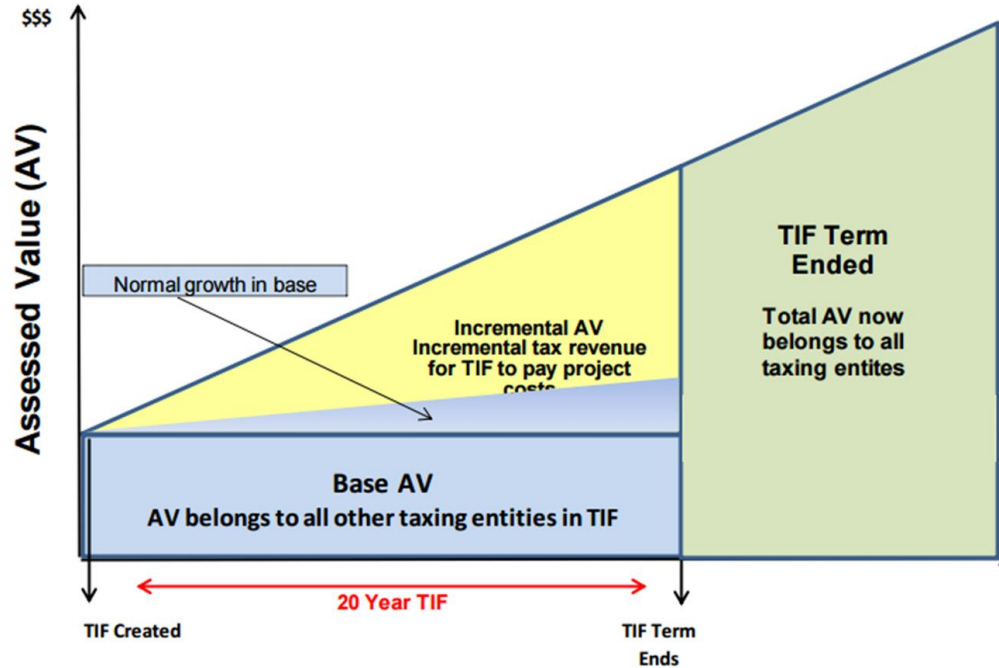 $$$
Assessed Value (AV)
Normal growth in base
Incremental AV
Incremental tax revenue
for TIF to pay project
costs
TIF Term
Ended
Total AV now
belongs to all
taxing entites
Base AV
AV belongs to all other taxing entities in TIF
20 Year TIF
TIF Created
TIF Term
Ends